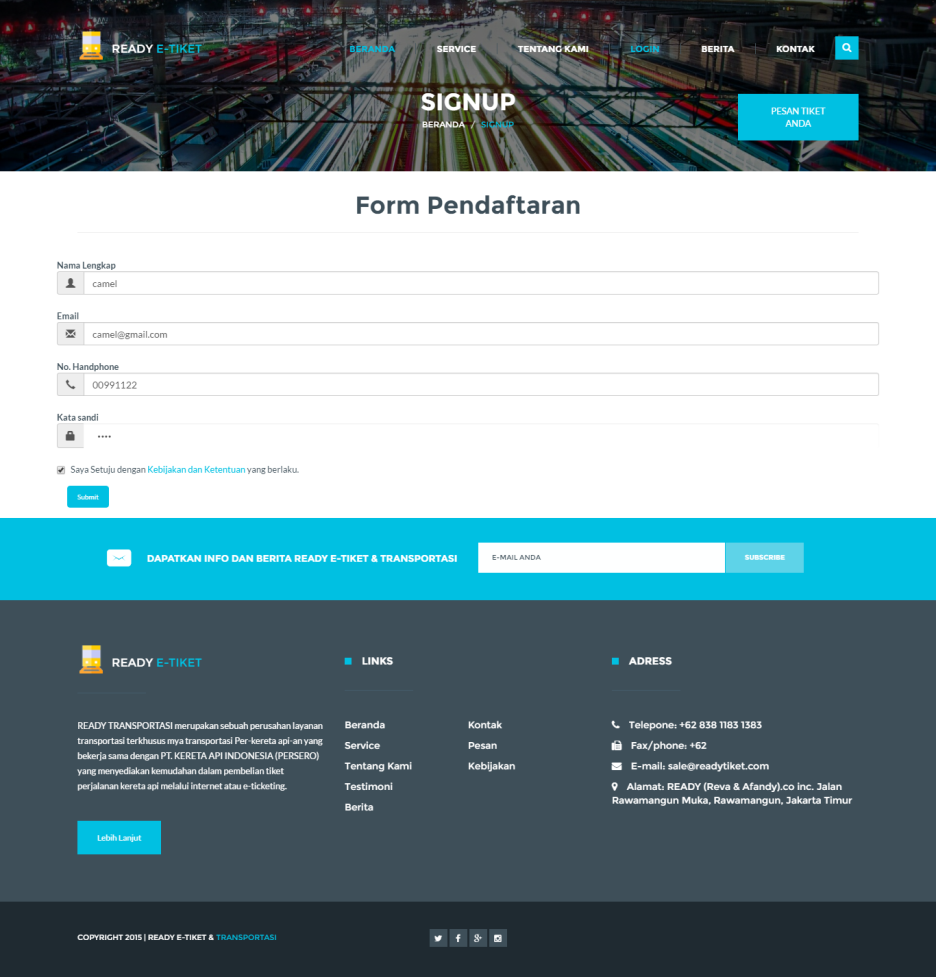 READY E-TIKET
BERANDA SERVICE TENTANG KAMI LOGIN BERITA KONTAK
SIGNUP
BERANDA / SIGNUP
PESAN TIKET
ANDA
Form Pendaftaran
Nama Lengkap
camel
Email
camel@gmail.com
No. Handphone
00991122
Kata sandi
••••
Saya Setuju dengan Kebijakan dan Ketentuan yang berlaku.
Submit
DAPATKAN INFO DAN BERITA READY E-TIKET & TRANSPORTASI
E-MAIL ANDA
SUBSCRIBE
READY E-TIKET
READY TRANSPORTASI merupakan sebuah perusahan layanan
transportasi terkhusus mya transportasi Per-kereta api-an yang
bekerja sama dengan PT. KERETA API INDONESIA (PERSERO)
yang menyediakan kemudahan dalam pembelian tiket
perjalanan kereta api melalui internet atau e-ticketing.
Lebih Lanjut
LINKS
Beranda
Service
Tentang Kami
Testimoni
Berita
Kontak
Pesan
Kebijakan
ADRESS
Telepone: +62 838 1183 1383
Fax/phone: +62
E-mail: sale@readytiket.com
Alamat: READY (Reva & Afandy).co inc. Jalan
Rawamangun Muka, Rawamangun, Jakarta Timur
COPYRIGHT 2015 | READY E-TIKET & TRANSPORTASI